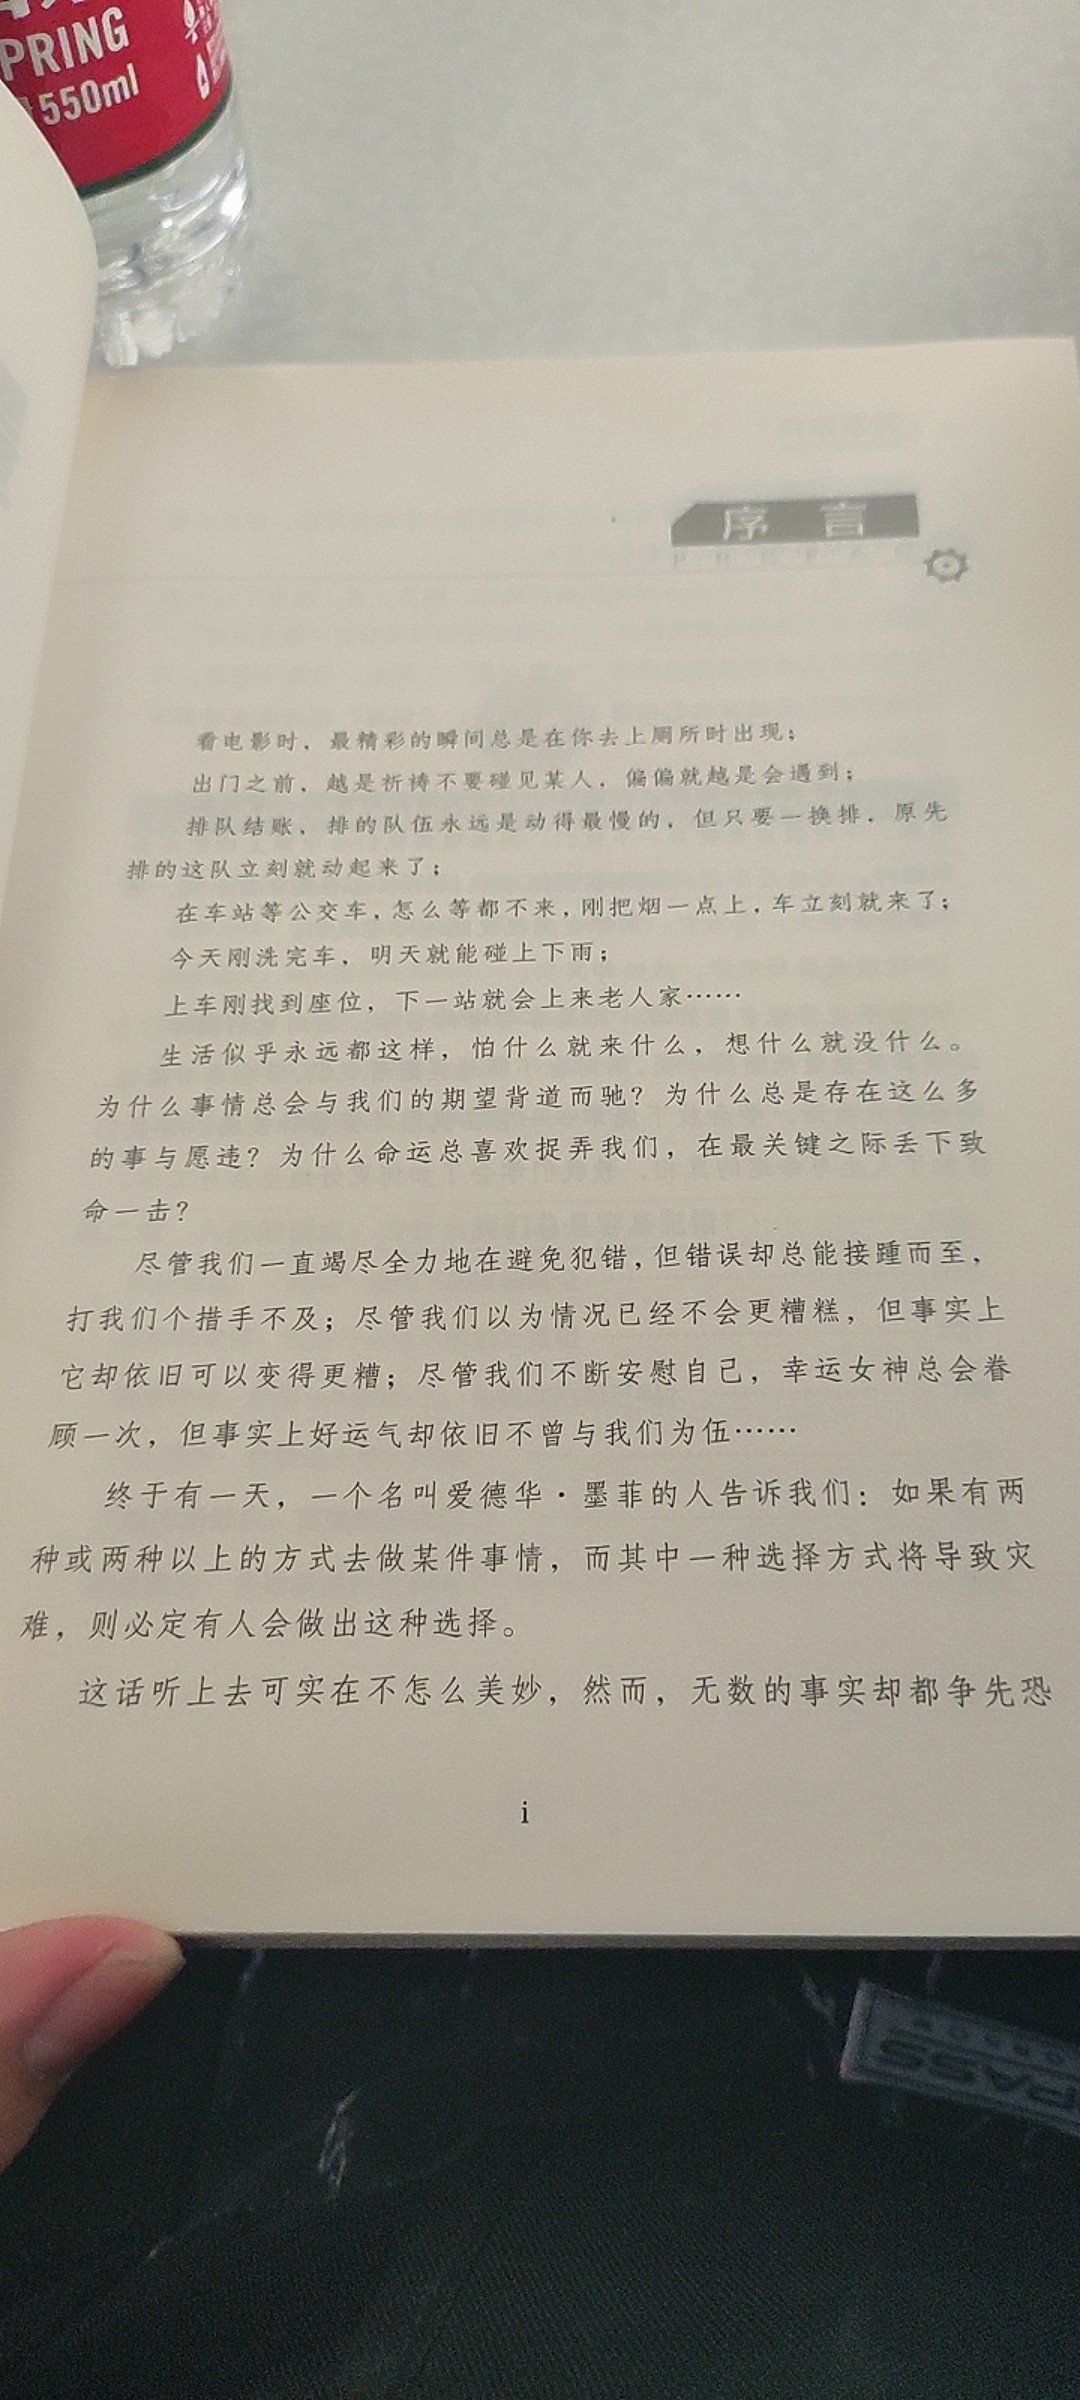 PRING
550ml
序言
看电影时，最精彩的瞬间总是在你去上厕所时出现；
出门之前，越是祈祷不要碰见某人，偏偏就越是会遇到；
排队结账，排的队伍永远是动得最慢的，但只要一换排，原先
排的这队立刻就动起来了；
在车站等公交车，怎么等都不来，刚把烟一点上，车立刻就来了；
今天刚洗完车，明天就能碰上下雨；
上车刚找到座位，下一站就会上来老人家……
生活似乎永远都这样，怕什么就来什么，想什么就没什么。
为什么事情总会与我们的期望背道而驰？为什么总是存在这么多
的事与愿违？为什么命运总喜欢捉弄我们，在最关键之际丢下致
命一击？
尽管我们一直竭尽全力地在避免犯错，但错误却总能接踵而至，
打我们个措手不及；尽管我们以为情况已经不会更糟糕，但事实上
它却依旧可以变得更糟；尽管我们不断安慰自己，幸运女神总会眷
顾一次，但事实上好运气却依旧不曾与我们为伍……
终于有一天，一个名叫爱德华·墨菲的人告诉我们：如果有两
种或两种以上的方式去做某件事情，而其中一种选择方式将导致灾
难，则必定有人会做出这种选择。
这话听上去可实在不怎么美妙，然而，无数的事实却都争先恐
i
PASS